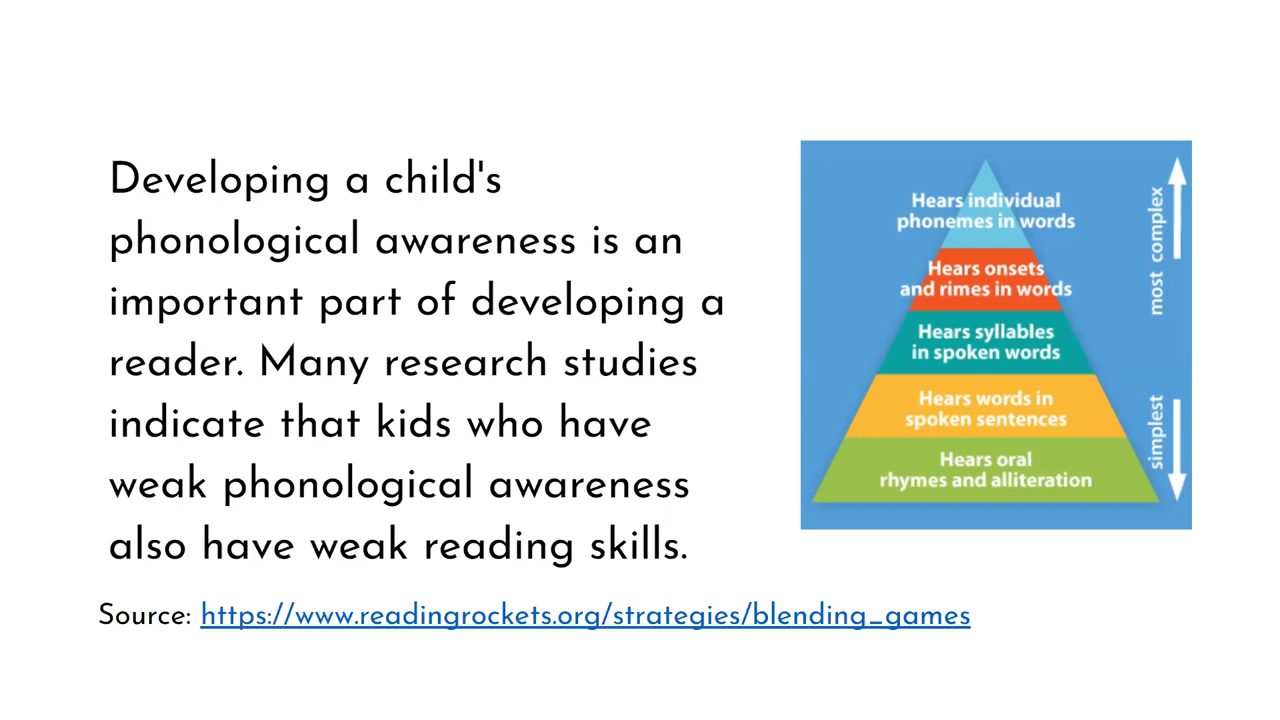 Developing a child's
phonological awareness is an
important part of developing a
reader. Many research studies
indicate that kids who have
weak phonological awareness
also have weak reading skills.
Source: https://www.readingrockets.org/strategies/blending_games
Hears individual
phonemes in words
Hears onsets
and rimes in words
Hears syllables
in spoken words
Hears words in
spoken sentences
Hears oral
rhymes and alliteration
most complex
simplest